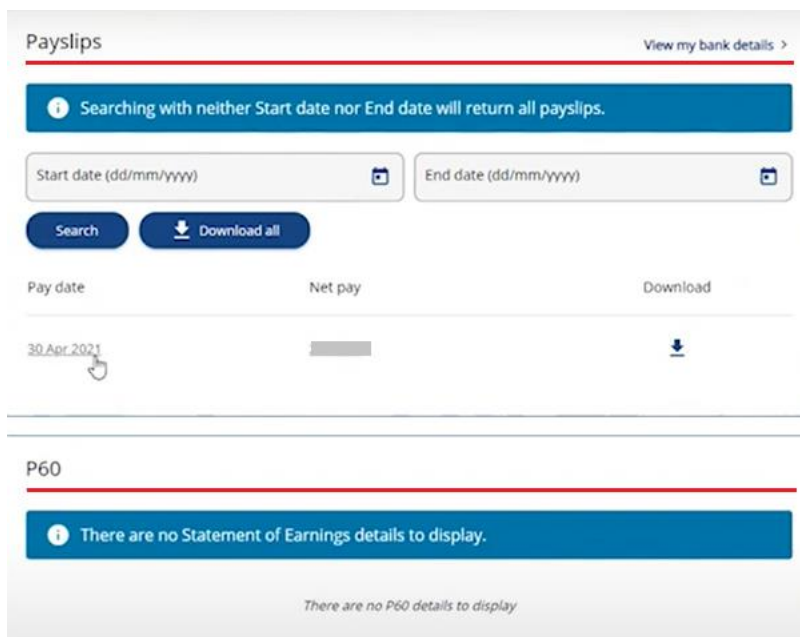 Payslips
View my bank details >
Searching with neither Start date nor End date will return all payslips.
Start date (dd/mm/yyyy)
End date (dd/mm/yyyy)
Search
Download all
Pay date Net pay Download
30 Apr 2021
P60
There are no Statement of Earnings details to display.
There are no P60 details to display